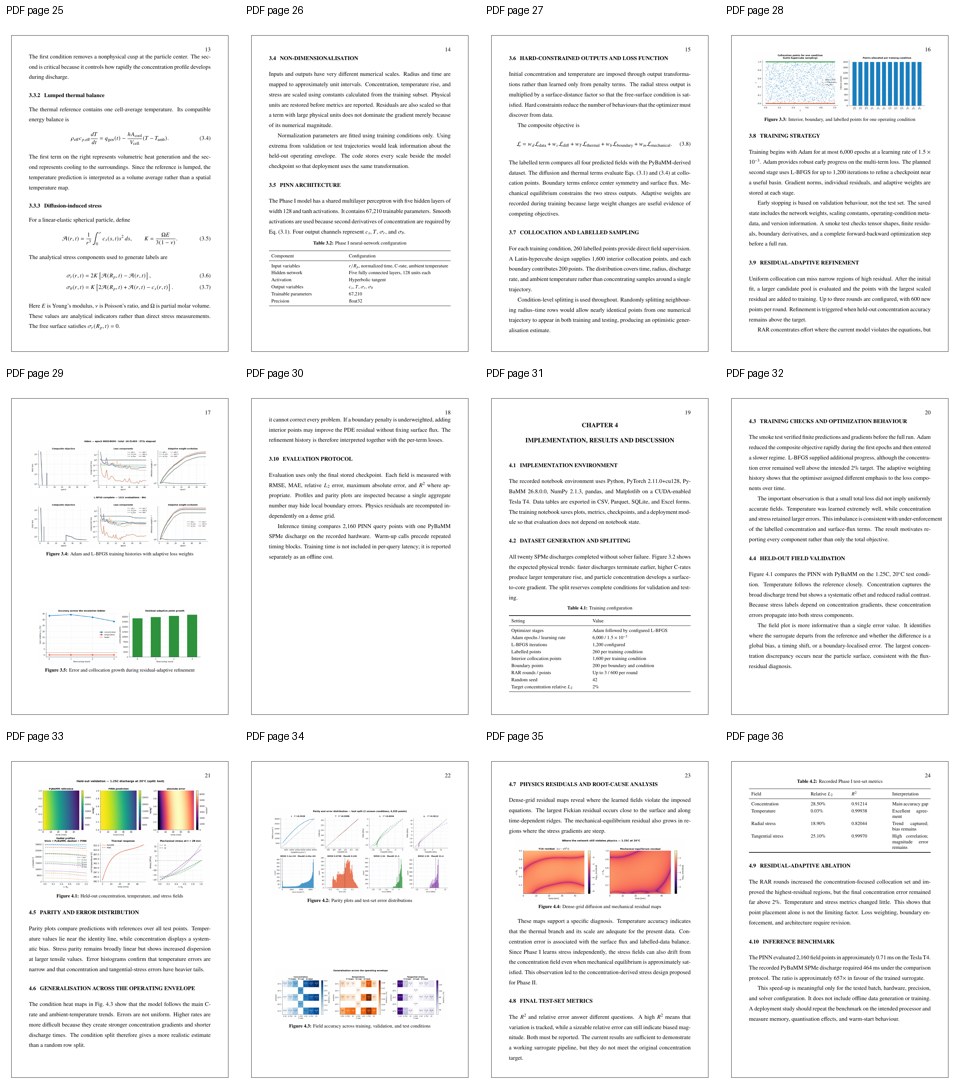 PDF page 25
13
The first condition removes a nonphysical cusp at the particle center. The sec-
ond is critical because it controls how rapidly the concentration profile develops
during discharge.
3.3.2 Lumped thermal balance
The thermal reference contains one cell-average temperature. Its compatible
energy balance is
(3.4)
The first term on the right represents volumetric heat generation and the sec-
ond represents cooling to the surroundings. Since the reference is lumped, the
temperature prediction is interpreted as a volume average rather than a spatial
temperature map.
3.3.3 Diffusion-induced stress
For a linear-elastic spherical particle, define
(3.5)
The analytical stress components used to generate labels are
(3.6)
(3.7)
Here E is Young's modulus, ν is Poisson's ratio, and Ω is partial molar volume.
These values are analytical indicators rather than direct stress measurements.
The free surface satisfies σr(Rp, t) = 0.
PDF page 26
14
3.4 NON-DIMENSIONALISATION
Inputs and outputs have very different numerical scales. Radius and time are
mapped to approximately unit intervals. Concentration, temperature rise, and
stress are scaled using constants calculated from the training subset. Physical
units are restored before metrics are reported. Residuals are also scaled so that
a term with large physical units does not dominate the gradient merely because
of its numerical magnitude.
Normalization parameters are fitted using training conditions only. Using
extrema from validation or test trajectories would leak information about the
held-out operating envelope. The code stores every scale beside the model
checkpoint so that deployment uses the same transformation.
3.5 PINN ARCHITECTURE
The Phase I model has a shared multilayer perceptron with five hidden layers of
width 128 and tanh activations. It contains 67,210 trainable parameters. Smooth
activations are used because second derivatives of concentration are required by
Eq. (3.1). Four output channels represent cs, T, σr, and σθ.
Table 3.2: Phase I neural-network configuration
Component Configuration
Input variables r/Rp, normalized time, C-rate, ambient temperature
Hidden network Five fully connected layers, 128 units each
Activation Hyperbolic tangent
Output variables cs, T, σr, σθ
Trainable parameters 67,210
Precision float32
PDF page 27
15
3.6 HARD-CONSTRAINED OUTPUTS AND LOSS FUNCTION
Initial concentration and temperature are imposed through output transforma-
tions rather than learned only from penalty terms. The radial stress output is
multiplied by a surface-distance factor so that the free-surface condition is sat-
isfied. Hard constraints reduce the number of behaviours that the optimizer must
discover from data.
The composite objective is
(3.8)
The labelled term compares all four predicted fields with the PyBaMM-derived
dataset. The diffusion and thermal terms evaluate Eqs. (3.1) and (3.4) at collo-
cation points. Boundary terms enforce center symmetry and surface flux. Me-
chanical equilibrium constrains the two stress outputs. Adaptive weights are
recorded during training because large weight changes are useful evidence of
competing objectives.
3.7 COLLOCATION AND LABELLED SAMPLING
For each training condition, 260 labelled points provide direct field supervision.
A Latin-hypercube design supplies 1,600 interior collocation points, and each
boundary contributes 200 points. The distribution covers time, radius, discharge
rate, and ambient temperature rather than concentrating samples around a single
trajectory.
Condition-level splitting is used throughout. Randomly splitting neighbour-
ing radius–time rows would allow nearly identical points from one numerical
trajectory to appear in both training and testing, producing an optimistic gener-
alisation estimate.
PDF page 28
16
Figure 3.3: Interior, boundary, and labelled points for one operating condition
3.8 TRAINING STRATEGY
Training begins with Adam for at most 6,000 epochs at learning rate of 1.5 ×
10⁻³. Adam provides robust early progress on the multi-term loss. The planned
second stage uses L-BFGS for up to 1,200 iterations to refine a checkpoint near
a useful basin. Gradient norms, individual residuals, and adaptive weights are
stored at each stage.
Early stopping is based on validation behaviour, not the test set. The saved
state includes the network weights, scaling constants, operating-condition meta-
data, and version information. A smoke test checks tensor shapes, finite residu-
als, boundary derivatives, and a complete forward-backward optimization step
before a full run.
3.9 RESIDUAL-ADAPTIVE REFINEMENT
Uniform collocation can miss narrow regions of high residual. After the initial
fit, a larger candidate pool is evaluated and the points with the largest scaled
residual are added to training. Up to three rounds are configured, with 600 new
points per round. Refinement is triggered when held-out concentration accuracy
remains above the target.
RAR concentrates effort where the current model violates the equations, but
PDF page 29
17
Figure 3.4: Adam and L-BFGS training histories with adaptive loss weights
Figure 3.5: Error and collocation growth during residual-adaptive refinement
PDF page 30
18
it cannot correct every problem. If a boundary penalty is underweighted, adding
interior points may improve the PDE residual without fixing surface flux. The
refinement history is therefore interpreted together with the per-term losses.
3.10 EVALUATION PROTOCOL
Evaluation uses only the final stored checkpoint. Each field is measured with
RMSE, MAE, relative L2 error, maximum absolute error, and R² where ap-
propriate. Profiles and parity plots are inspected because a single aggregate
number may hide local boundary errors. Physics residuals are recomputed in-
dependently on a dense grid.
Inference timing compares 2,160 PINN query points with one PyBaMM
SPMe discharge on the recorded hardware. Warm-up calls precede repeated
timing blocks. Training time is not included in per-query latency; it is reported
separately as an offline cost.
PDF page 31
19
CHAPTER 4
IMPLEMENTATION, RESULTS AND DISCUSSION
4.1 IMPLEMENTATION ENVIRONMENT
The recorded notebook environment uses Python, PyTorch 2.11.0+cu128, Py-
BaMM 26.8.0.0, NumPy 2.1.3, pandas, and Matplotlib on a CUDA-enabled
Tesla T4. Data tables are exported in CSV, Parquet, SQLite, and Excel forms.
The training notebook saves plots, metrics, checkpoints, and a deployment mod-
ule so that evaluation does not depend on notebook state.
4.2 DATASET GENERATION AND SPLITTING
All twenty SPMe discharges completed without solver failure. Figure 3.2 shows
the expected physical trends: faster discharges terminate earlier, higher C-rates
produce larger temperature rise, and particle concentration develops a surface-
to-core gradient. The split reserves complete conditions for validation and test-
ing.
Table 4.1: Training configuration
Setting Value
Optimizer stages Adam followed by configured L-BFGS
Adam epochs / learning rate 6,000 / 1.5 × 10⁻³
L-BFGS iterations 1,200 configured
Labelled points 260 per training condition
Interior collocation points 1,600 per training condition
Boundary points 200 per boundary and condition
RAR rounds / points Up to 3 / 600 per round
Random seed 42
Target concentration relative L2 2%
PDF page 32
20
4.3 TRAINING CHECKS AND OPTIMIZATION BEHAVIOUR
The smoke test verified finite predictions and gradients before the full run. Adam
reduced the composite objective rapidly during the first epochs and then entered
a slower regime. L-BFGS supplied additional progress, although the concentra-
tion error remained well above the intended 2% target. The adaptive weighting
history shows that the optimiser assigned different emphasis to the loss compo-
nents over time.
The important observation is that a small total loss did not imply uniformly
accurate fields. Temperature was learned extremely well, while concentration
and stress retained larger errors. This imbalance is consistent with under-enforcement
of the labelled concentration and surface-flux terms. The result motivates re-
porting every component rather than only the total objective.
4.4 HELD-OUT FIELD VALIDATION
Figure 4.1 compares the PINN with PyBaMM on the 1.25C, 20°C test condi-
tion. Temperature follows the reference closely. Concentration captures the
broad discharge trend but shows a systematic offset and reduced radial contrast.
Because stress labels depend on concentration gradients, these concentration
errors propagate into both stress components.
The field plot is more informative than a single error value. It identifies
where the surrogate departs from the reference and whether the difference is a
global bias, a timing shift, or a boundary-localised error. The largest concen-
tration discrepancy occurs near the particle surface, consistent with the flux-
residual diagnosis.
PDF page 33
21
Figure 4.1: Held-out concentration, temperature, and stress fields
4.5 PARITY AND ERROR DISTRIBUTION
Parity plots compare predictions with references over all test points. Temper-
ature values lie near the identity line, while concentration displays a system-
atic bias. Stress parity remains broadly linear but shows increased dispersion
at larger tensile values. Error histograms confirm that temperature errors are
narrow and that concentration and tangential-stress errors have heavier tails.
4.6 GENERALISATION ACROSS THE OPERATING ENVELOPE
The condition heat maps in Fig. 4.3 show that the model follows the main C-
rate and ambient-temperature trends. Errors are not uniform. Higher rates are
more difficult because they create stronger concentration gradients and shorter
discharge times. The condition split therefore gives a more realistic estimate
than a random row split.
PDF page 34
22
Figure 4.2: Parity plots and test-set error distributions
Figure 4.3: Field accuracy across training, validation, and test conditions
PDF page 35
23
4.7 PHYSICS RESIDUALS AND ROOT-CAUSE ANALYSIS
Dense-grid residual maps reveal where the learned fields violate the imposed
equations. The largest Fickian residual occurs close to the surface and along
time-dependent ridges. The mechanical-equilibrium residual also grows in re-
gions where the stress gradients are steep.
Figure 4.4: Dense-grid diffusion and mechanical residual maps
These maps support a specific diagnosis. Temperature accuracy indicates
that the thermal branch and its scale are adequate for the present data. Con-
centration error is associated with the surface flux and labelled-data balance.
Since Phase I learns stress independently, the stress fields can also drift from
the concentration field even when mechanical equilibrium is approximately sat-
isfied. This observation led to the concentration-derived stress design proposed
for Phase II.
4.8 FINAL TEST-SET METRICS
The R² and relative error answer different questions. A high R² means that
variation is tracked, while a sizeable relative error can still indicate biased mag-
nitude. Both must be reported. The current results are sufficient to demonstrate
a working surrogate pipeline, but they do not meet the original concentration
target.
PDF page 36
24
Table 4.2: Recorded Phase I test-set metrics
Field Relative L2 R² Interpretation
Concentration 28.50% 0.91214 Main accuracy gap
Temperature 0.03% 0.99958 Excellent agree-
ment
Radial stress 18.90% 0.82044 Trend captured;
bias remains
Tangential stress 25.10% 0.99970 High correlation;
magnitude error
remains
4.9 RESIDUAL-ADAPTIVE ABLATION
The RAR rounds increased the concentration-focused collocation set and im-
proved the highest-residual regions, but the final concentration error remained
far above 2%. Temperature and stress metrics changed little. This shows that
point placement alone is not the limiting factor. Loss weighting, boundary en-
forcement, and architecture require revision.
4.10 INFERENCE BENCHMARK
The PINN evaluated 2,160 field points in approximately 0.71 ms on the Tesla T4.
The recorded PyBaMM SPMe discharge required 464 ms under the comparison
protocol. The ratio is approximately 657× in favour of the trained surrogate.
This speed-up is meaningful only for the tested batch, hardware, precision,
and solver configuration. It does not include offline data generation or training.
A deployment study should repeat the benchmark on the intended processor and
measure memory, quantisation effects, and warm-start behaviour.